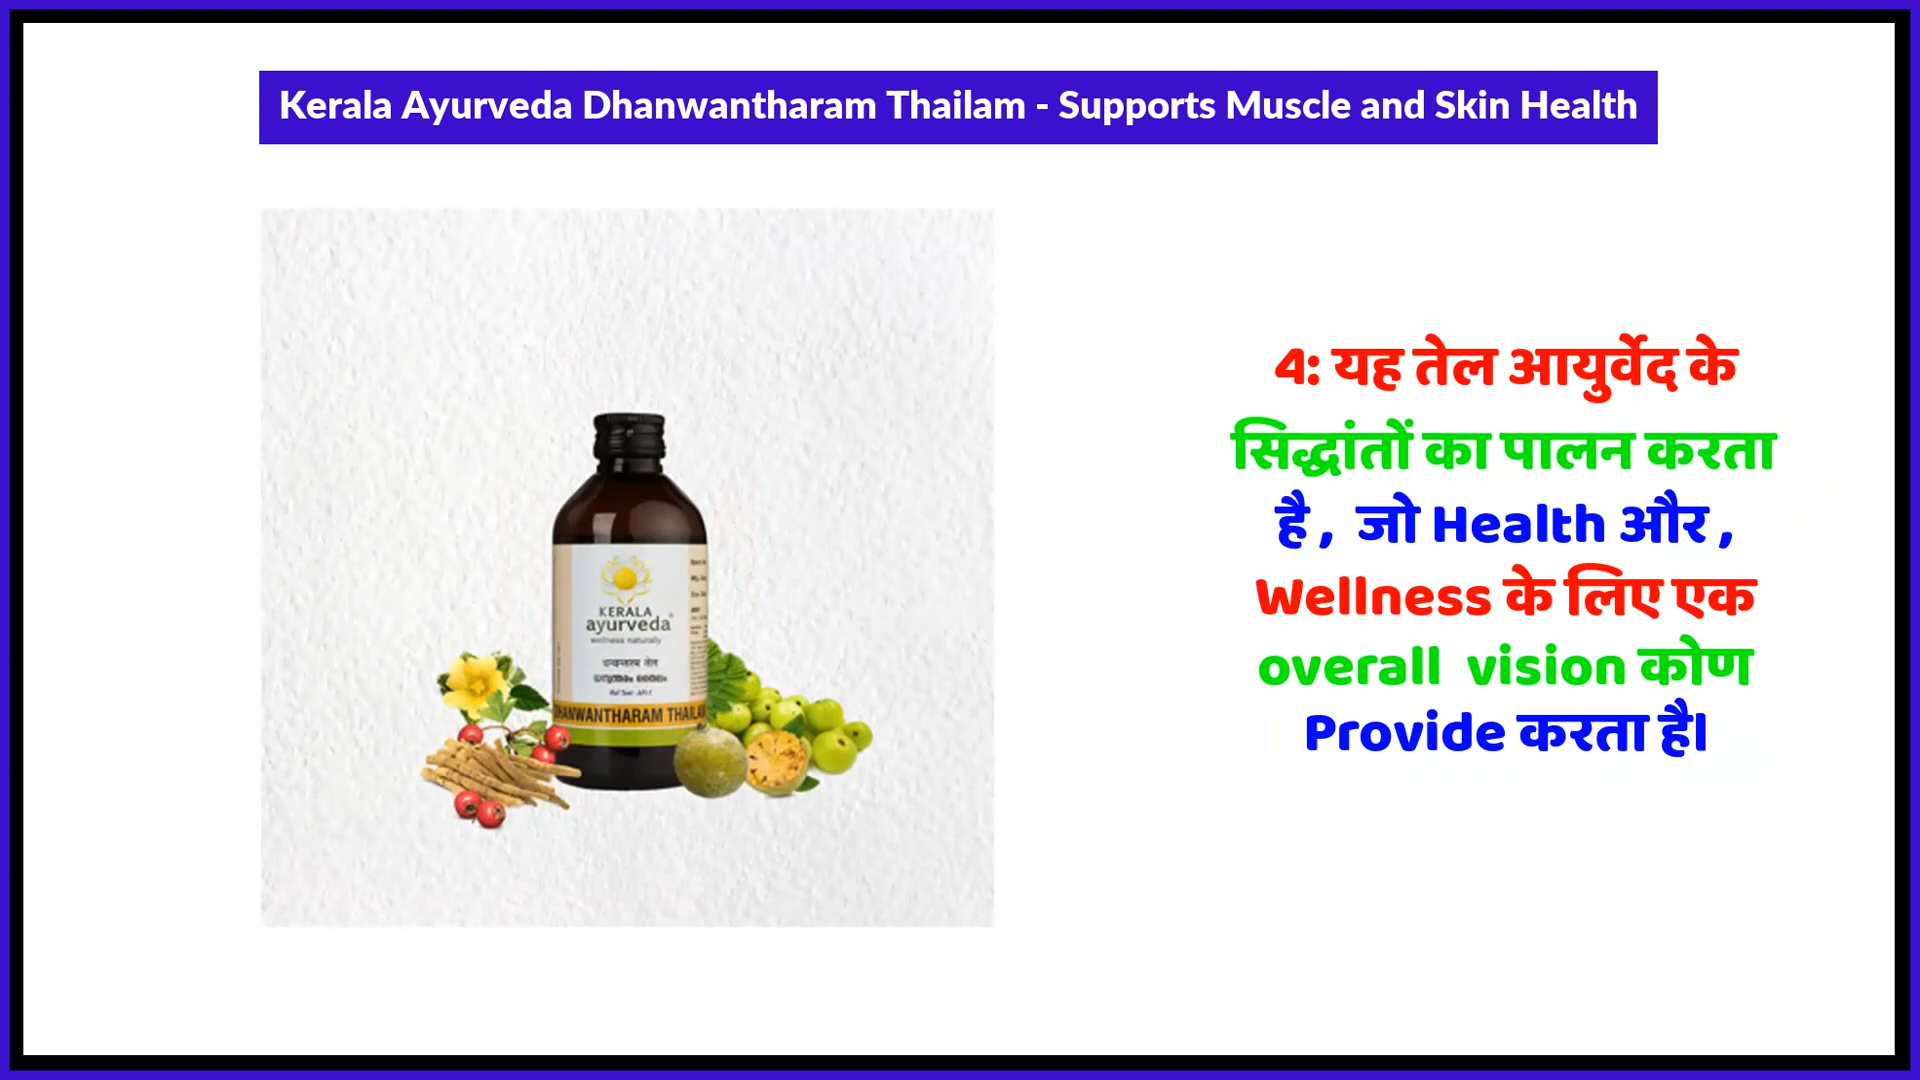 Kerala Ayurveda Dhanwantharam Thailam - Supports Muscle and Skin Health
4: यह तेल आयुर्वेद के
सिद्धांतों का पालन करता
है , जो Health और ,
Wellness के लिए एक
overall vision कोण
Provide करता है।
KERALA
ayurveda
wellness naturally
DHANWANTHARAM THAILAM